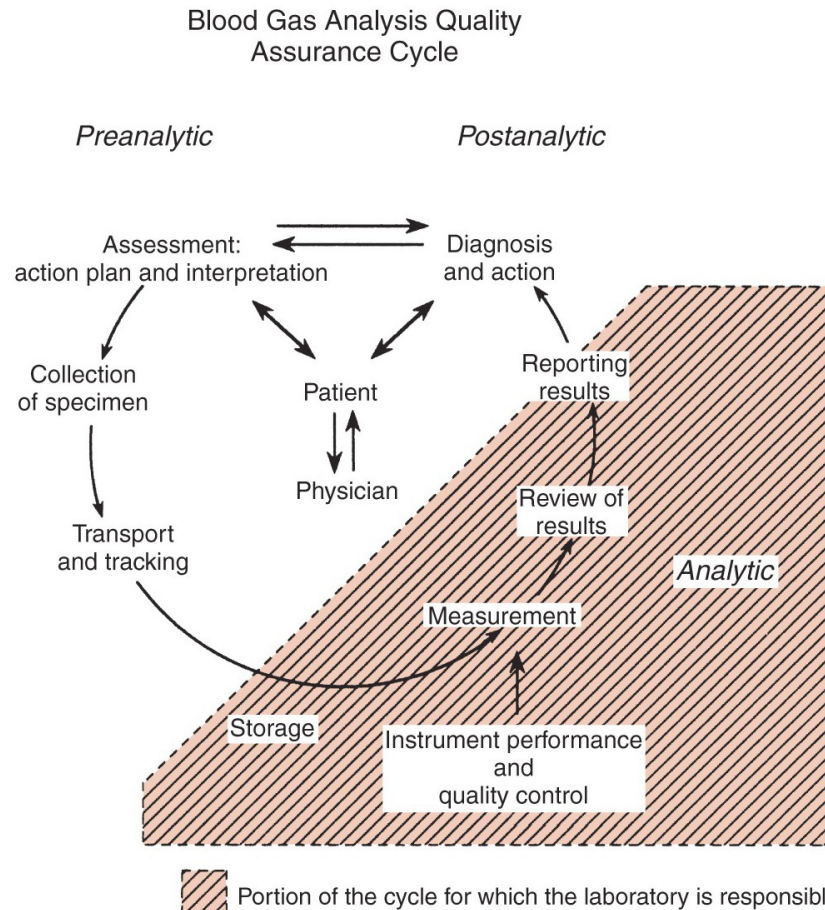 Blood Gas Analysis Quality
Assurance Cycle
Preanalytic
Postanalytic
Assessment:
action plan and interpretation
Diagnosis
and action
Collection
of specimen
Patient
Reporting
results
Physician
Review of
results
Transport
and tracking
Analytic
Measurement
Storage
Instrument performance
and
quality control
Portion of the cycle for which the laboratory is responsibl